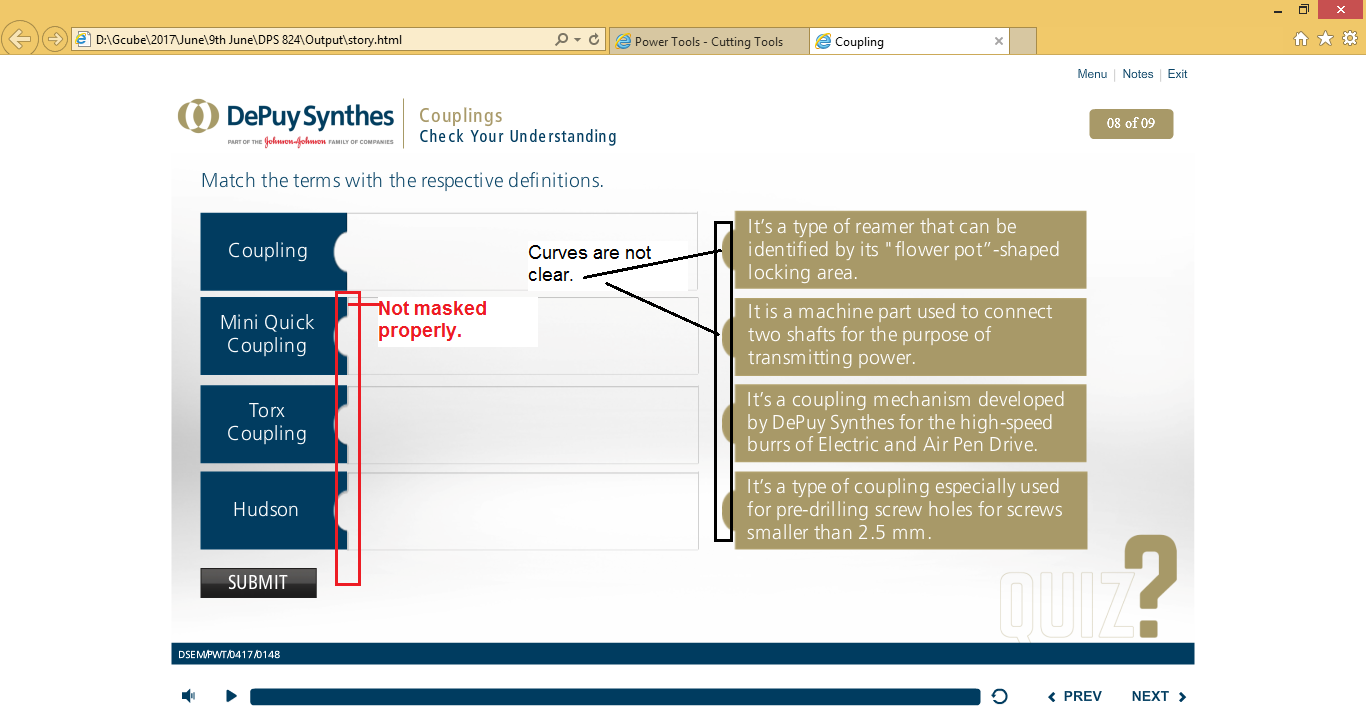 D:\Gcube\2017\June\9th June\DPS 824\Output\story.html
Power Tools - Cutting Tools
Coupling
Menu | Notes | Exit
DePuy Synthes
PART OF THE Johnson & Johnson FAMILY OF COMPANIES
Couplings
Check Your Understanding
08 of 09
Match the terms with the respective definitions.
Coupling
Mini Quick
Coupling
Torx
Coupling
Hudson
Curves are not
clear.
Not masked
properly.
It's a type of reamer that can be
identified by its "flower pot”-shaped
locking area.
It is a machine part used to connect
two shafts for the purpose of
transmitting power.
It's a coupling mechanism developed
by DePuy Synthes for the high-speed
burrs of Electric and Air Pen Drive.
It's a type of coupling especially used
for pre-drilling screw holes for screws
smaller than 2.5 mm.
SUBMIT
QUIZ?
DSEM/PWT/0417/0148
PREV
NEXT